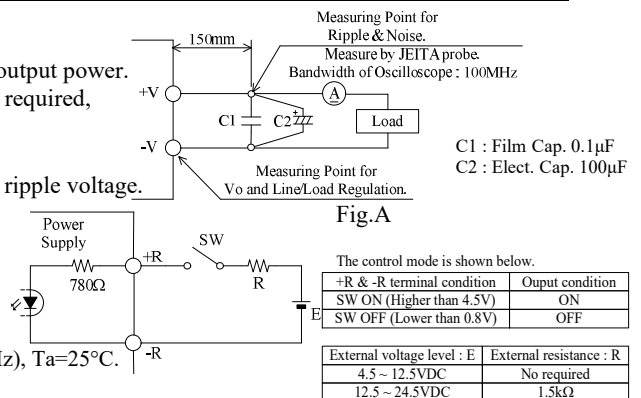 Measuring Point for
Ripple & Noise.
150mm
Measure by JEITA probe.
output power.
Bandwidth of Oscilloscope : 100MHz
required,
+V
A
C1
C2
Load
-V
C1 : Film Cap. 0.1µF
C2 : Elect. Cap. 100µF
Measuring Point for
ripple voltage.
Vo and Line/Load Regulation.
Fig.A
Power
Supply
SW
+R
780Ω
R
E
-R
The control mode is shown below.
+R & -R terminal condition Ouput condition
SW ON (Higher than 4.5V) ON
SW OFF (Lower than 0.8V) OFF
Iz), Ta=25°C.
External voltage level : E External resistance : R
4.5 ~ 12.5VDC No required
12.5 ~ 24.5VDC 1.5kΩ